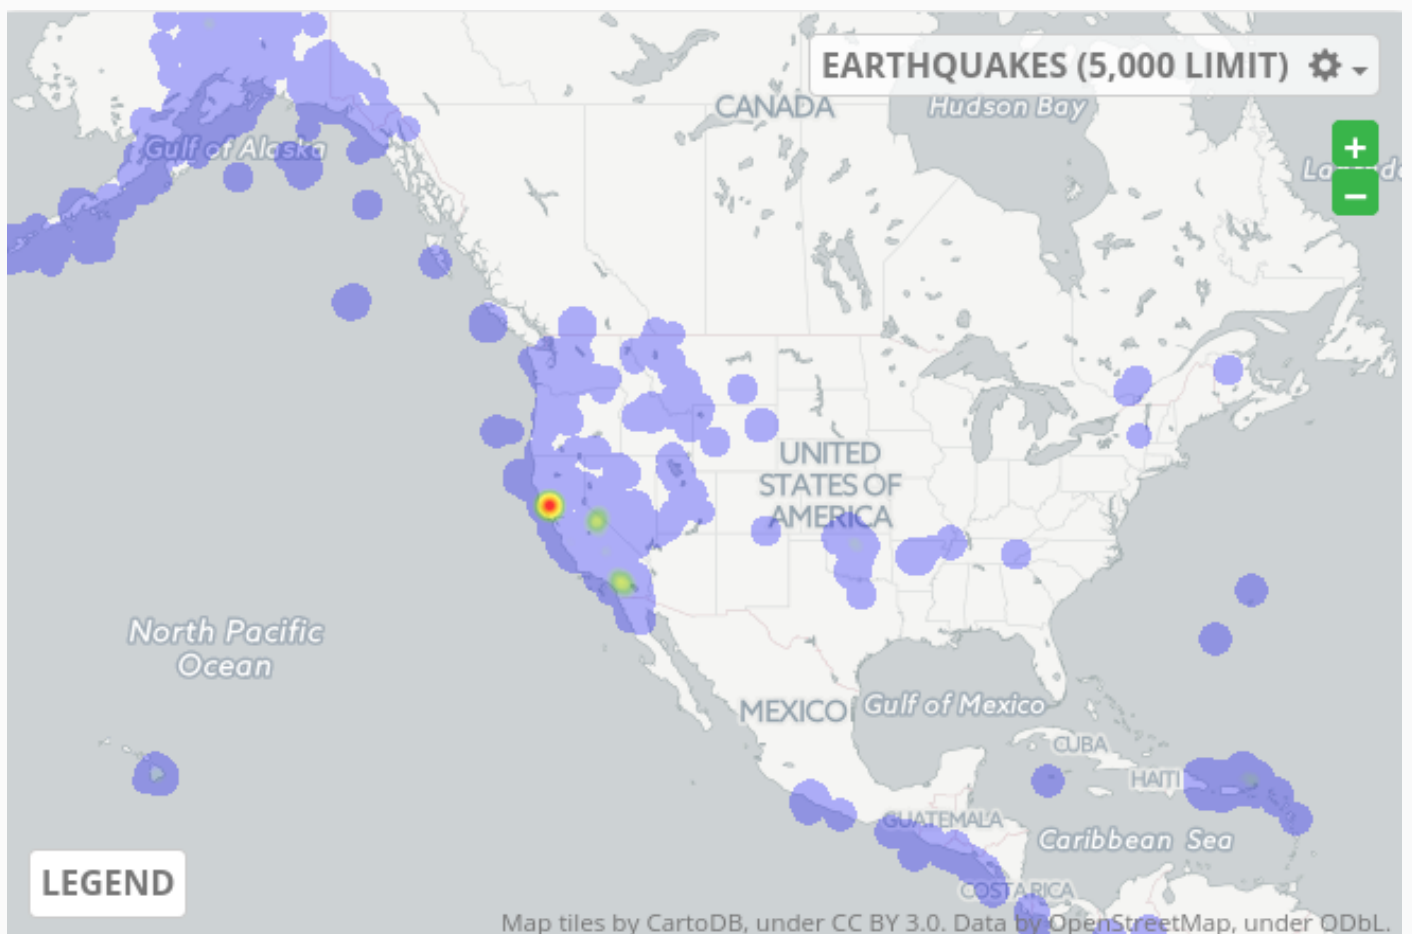 EARTHQUAKES (5,000 LIMIT)
CANADA
Hudson Bay
Gulf of Alaska
+
−
UNITED
STATES OF
AMERICA
North Pacific
Ocean
MEXICO
Gulf of Mexico
CUBA
HAITI
GUATEMALA
Caribbean Sea
COSTA RICA
LEGEND
Map tiles by CartoDB, under CC BY 3.0. Data by OpenStreetMap, under ODbL.